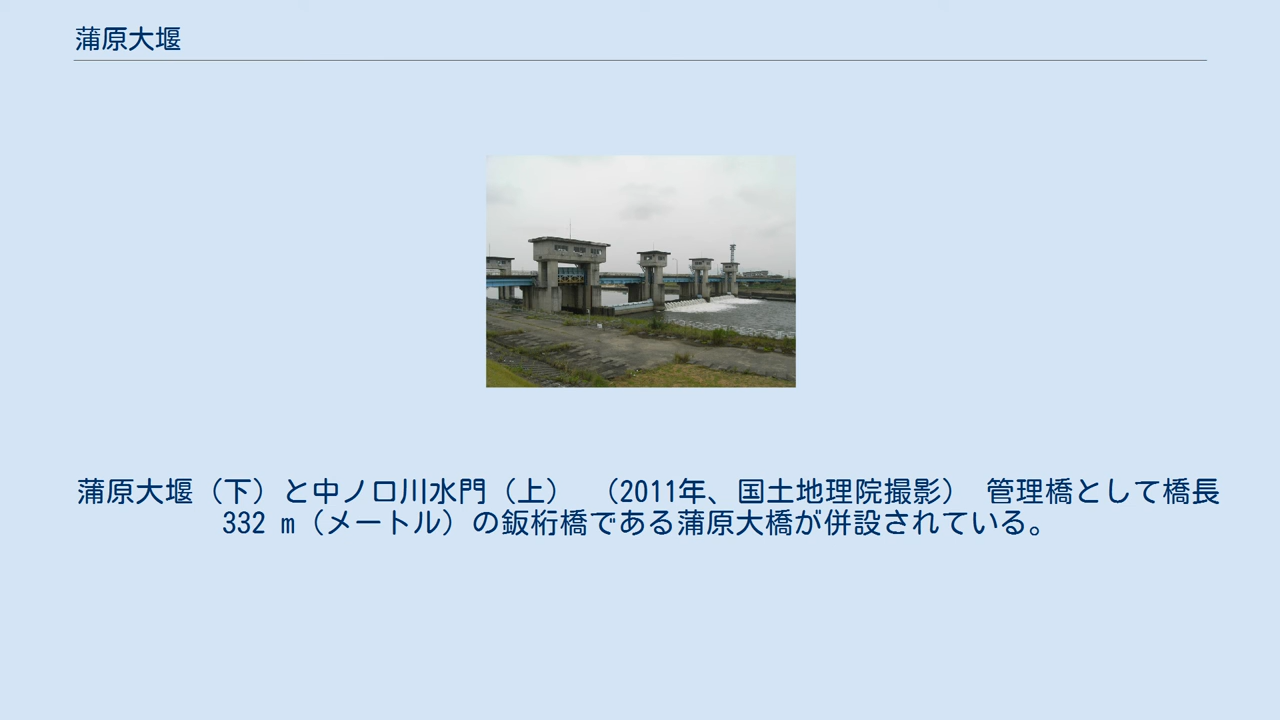 蒲原大堰
蒲原大堰（下）と中ノ口川水門（上） （2011年、国土地理院撮影） 管理橋として橋長
332 m（メートル）の鈑桁橋である蒲原大橋が併設されている。